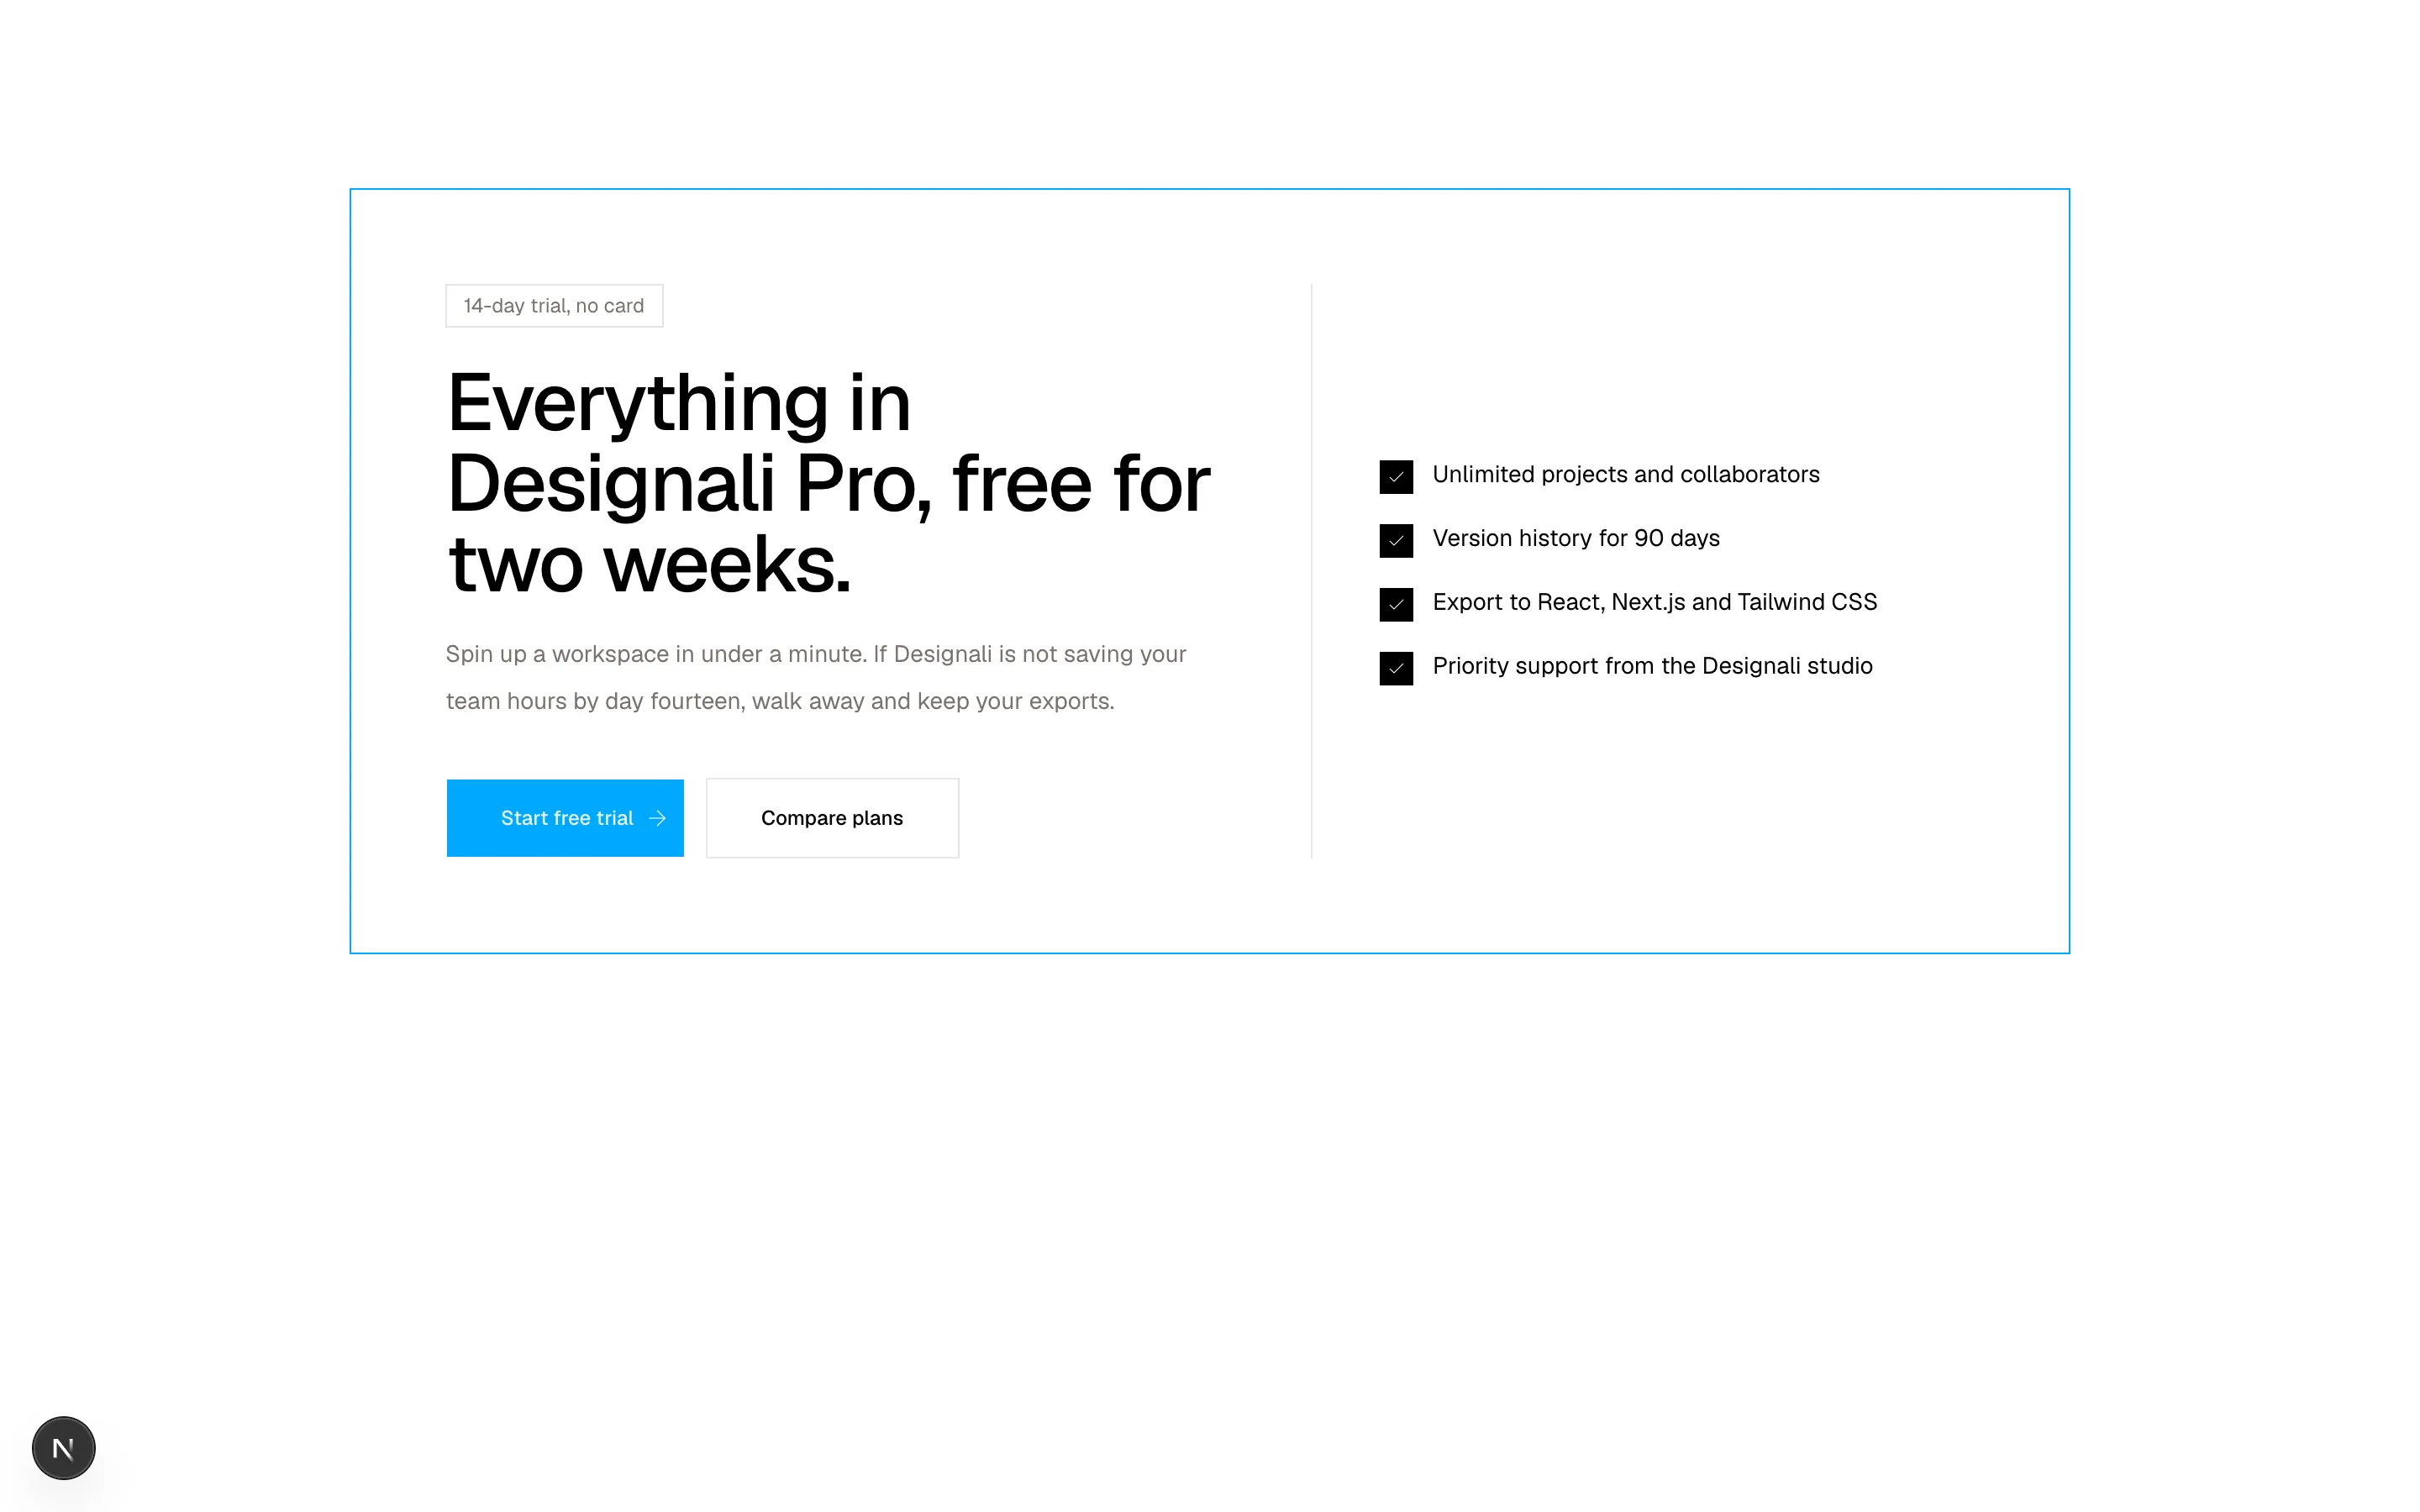 14-day trial, no card
Everything in
Designali Pro, free for
two weeks.
Spin up a workspace in under a minute. If Designali is not saving your
team hours by day fourteen, walk away and keep your exports.
Start free trial
Compare plans
Unlimited projects and collaborators
Version history for 90 days
Export to React, Next.js and Tailwind CSS
Priority support from the Designali studio
N